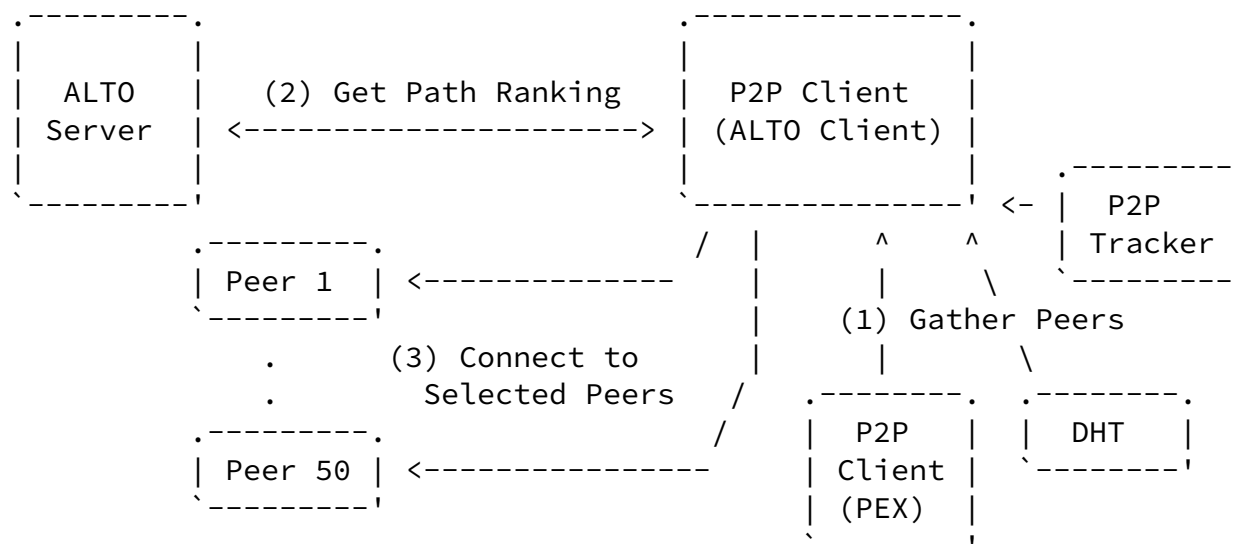 ALTO
Server
(2) Get Path Ranking
P2P Client
(ALTO Client)
P2P
Tracker
Peer 1
(1) Gather Peers
(3) Connect to
Selected Peers
Peer 50
P2P
Client
(PEX)
DHT